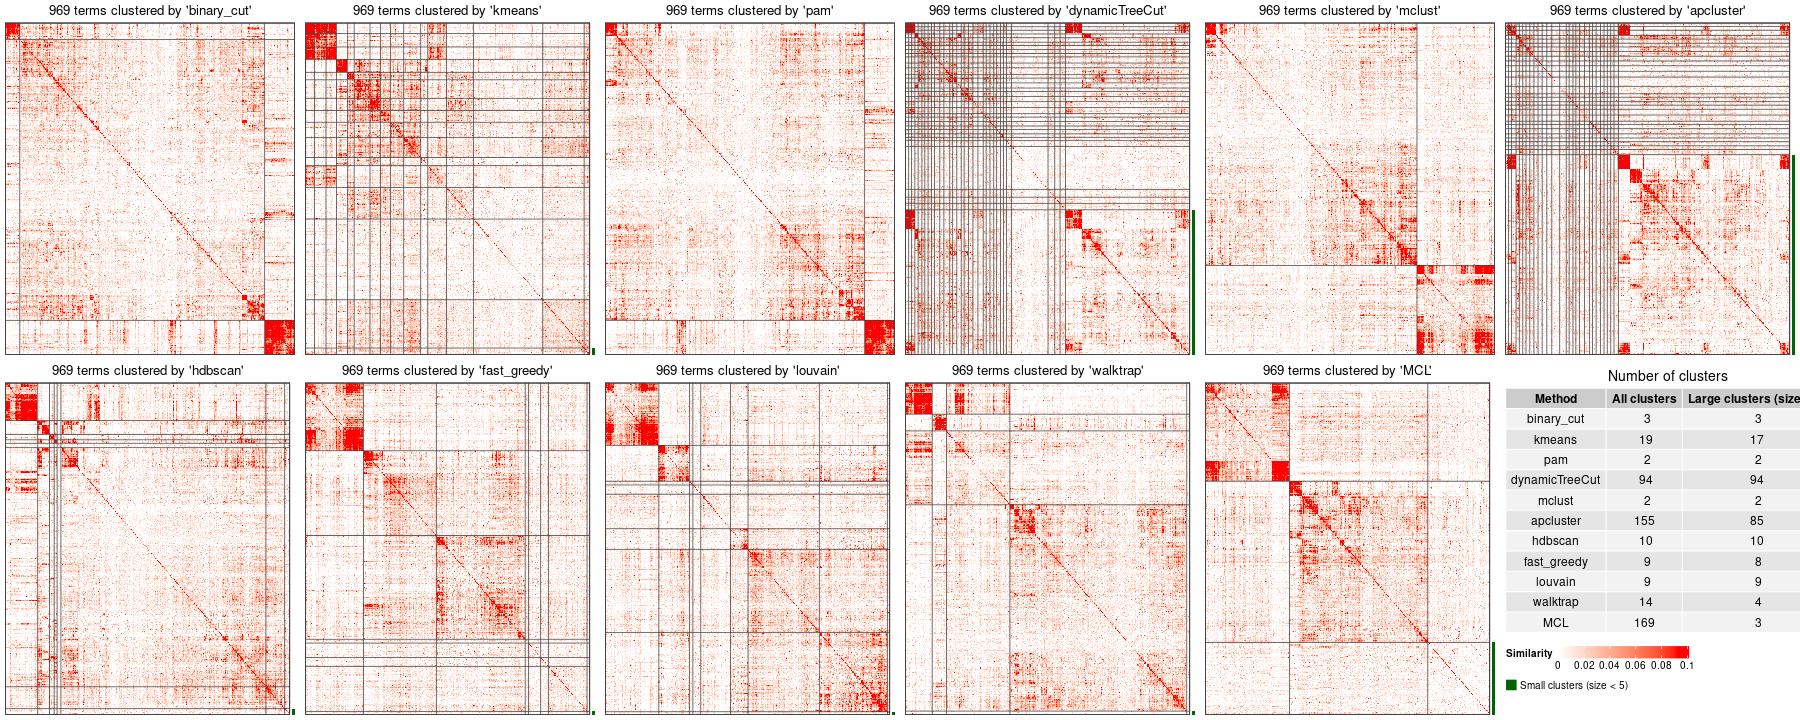 969 terms clustered by 'binary_cut'
969 terms clustered by 'kmeans'
969 terms clustered by 'pam'
969 terms clustered by 'dynamicTreeCut'
969 terms clustered by 'mclust'
969 terms clustered by 'apcluster'
969 terms clustered by 'hdbscan'
969 terms clustered by 'fast_greedy'
969 terms clustered by 'louvain'
969 terms clustered by 'walktrap'
969 terms clustered by 'MCL'
Number of clusters
Method All clusters Large clusters (size
binary_cut 3 3
kmeans 19 17
pam 2 2
dynamicTreeCut 94 94
mclust 2 2
apcluster 155 85
hdbscan 10 10
fast_greedy 9 8
louvain 9 9
walktrap 14 4
MCL 169 3
Similarity
0 0.02 0.04 0.06 0.08 0.1
Small clusters (size < 5)